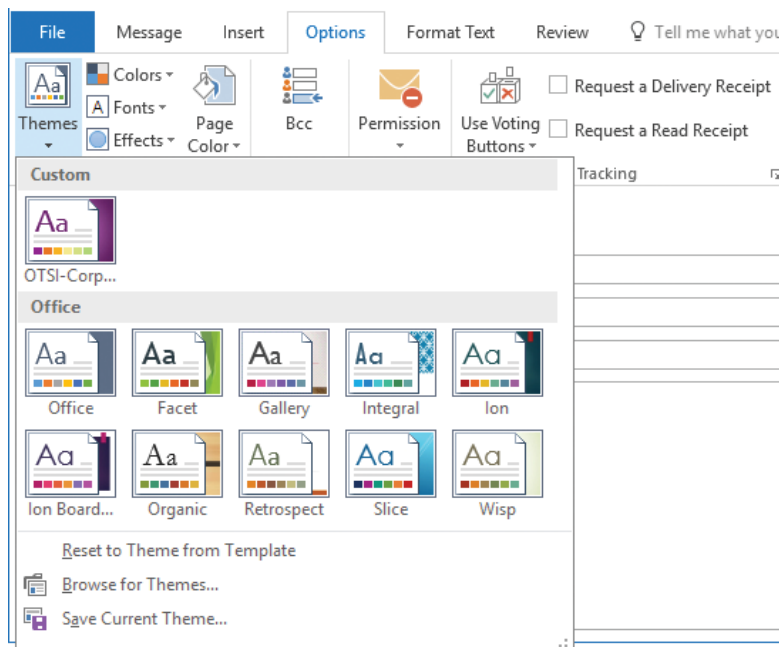 File Message Insert Options Format Text Review Tell me what you
Aa Colors
A Fonts
Themes Effects Page Color Bcc Permission Use Voting Buttons
Request a Delivery Receipt
Request a Read Receipt
Tracking
Custom
Aa
OTSI-Corp...
Office
Aa Aa Aa Aa Aa
Office Facet Gallery Integral Ion
Aa Aa Aa Aa Aa
Ion Board... Organic Retrospect Slice Wisp
Reset to Theme from Template
Browse for Themes...
Save Current Theme...